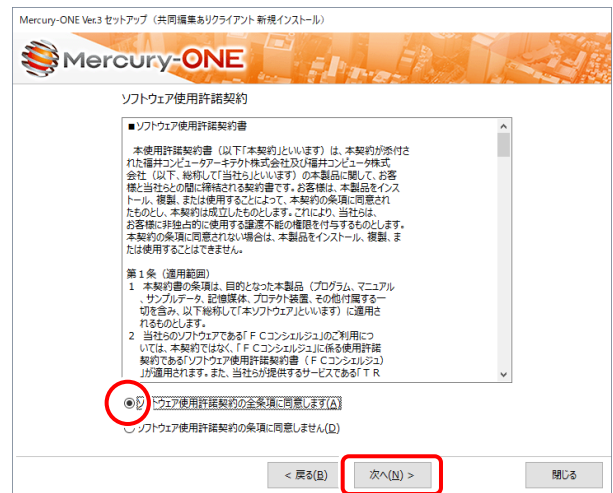 Mercury-ONE Ver.3 セットアップ（共同編集ありクライアント 新規インストール）
Mercury-ONE
ソフトウェア使用許諾契約
■ソフトウェア使用許諾契約書
本使用許諾契約書（以下「本契約」といいます）は、本契約が添付さ
れた福井コンピュータアーキテクト株式会社及び福井コンピュータ株式
会社（以下、総称して「当社ら」といいます）の本製品に関して、お客
様と当社らとの間に締結される契約書です。お客様は、本製品をインス
トール、複製、または使用することによって、本契約の条項に同意され
たものとし、本契約は成立したものとします。これにより、当社らは、
お客様に非独占的に使用する譲渡不能の権限を付与するものとします。
本契約の条項に同意されない場合は、本製品をインストール、複製、ま
たは使用することはできません。
第１条（適用範囲）
１　本契約書の条項は、目的となった本製品（プログラム、マニュアル
、サンプルデータ、記憶媒体、プロテクト装置、その他付属する一
切を含み、以下総称して「本ソフトウェア」といいます）に適用さ
れるものとします。
２　当社らのソフトウェアである「ＦＣコンシェルジュ」のご利用につ
いては、本契約ではなく、「ＦＣコンシェルジュ」に係る使用許諾
契約である「ソフトウェア使用許諾契約書（ＦＣコンシェルジュ）
」が適用されます。また、当社らが提供するサービスである「ＴＲ
ソフトウェア使用許諾契約の全条項に同意します(A)
ソフトウェア使用許諾契約の条項に同意しません(D)
< 戻る(B) 次へ(N) > 閉じる